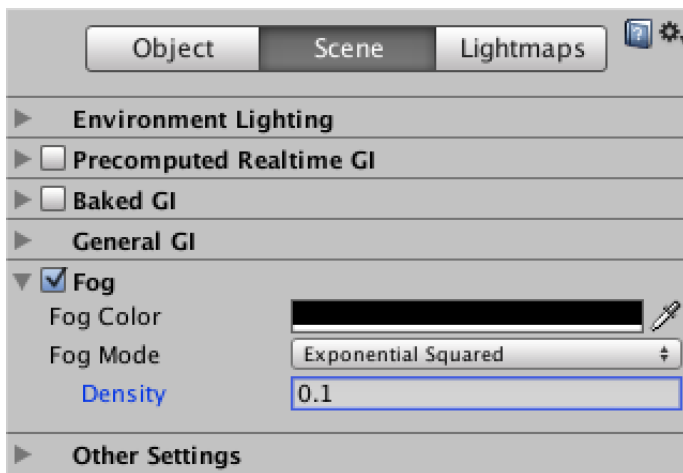 Object Scene Lightmaps
Environment Lighting
Precomputed Realtime GI
Baked GI
General GI
Fog
Fog Color
Fog Mode Exponential Squared
Density 0.1
Other Settings